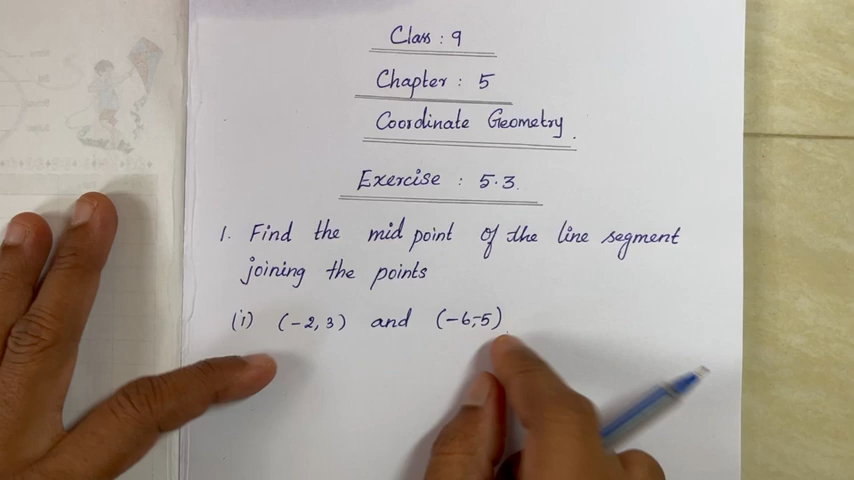 Class : 9
Chapter : 5
Coordinate Geometry.
Exercise : 5.3.
1. Find the mid point of the line segment
joining the points
(i) (-2, 3) and (-6,-5)